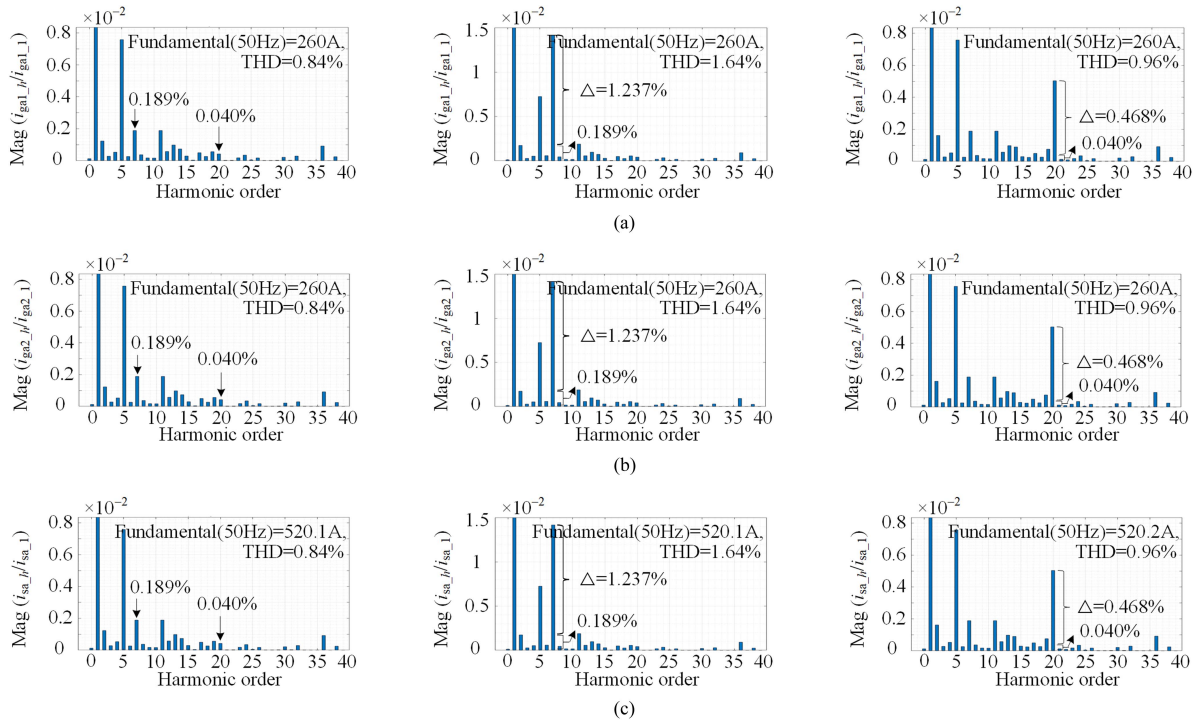 ×10⁻²
0.8
0.6
0.4
0.2
0
Mag (i_ga1_h/i_ga1_1)
Fundamental(50Hz)=260A,
THD=0.84%
0.189%
0.040%
0 5 10 15 20 25 30 35 40
Harmonic order
×10⁻²
1.5
1.0
0.5
0
Mag (i_ga1_h/i_ga1_1)
Fundamental(50Hz)=260A,
THD=1.64%
△=1.237%
0.189%
0 5 10 15 20 25 30 35 40
Harmonic order
×10⁻²
0.8
0.6
0.4
0.2
0
Mag (i_ga1_h/i_ga1_1)
Fundamental(50Hz)=260A,
THD=0.96%
△=0.468%
0.040%
0 5 10 15 20 25 30 35 40
Harmonic order
(a)
×10⁻²
0.8
0.6
0.4
0.2
0
Mag (i_ga2_h/i_ga2_1)
Fundamental(50Hz)=260A,
THD=0.84%
0.189%
0.040%
0 5 10 15 20 25 30 35 40
Harmonic order
×10⁻²
1.5
1.0
0.5
0
Mag (i_ga2_h/i_ga2_1)
Fundamental(50Hz)=260A,
THD=1.64%
△=1.237%
0.189%
0 5 10 15 20 25 30 35 40
Harmonic order
×10⁻²
0.8
0.6
0.4
0.2
0
Mag (i_ga2_h/i_ga2_1)
Fundamental(50Hz)=260A,
THD=0.96%
△=0.468%
0.040%
0 5 10 15 20 25 30 35 40
Harmonic order
(b)
×10⁻²
0.8
0.6
0.4
0.2
0
Mag (i_sa_h/i_sa_1)
Fundamental(50Hz)=520.1A,
THD=0.84%
0.189%
0.040%
0 5 10 15 20 25 30 35 40
Harmonic order
×10⁻²
1.5
1.0
0.5
0
Mag (i_sa_h/i_sa_1)
Fundamental(50Hz)=520.1A,
THD=1.64%
△=1.237%
0.189%
0 5 10 15 20 25 30 35 40
Harmonic order
×10⁻²
0.8
0.6
0.4
0.2
0
Mag (i_sa_h/i_sa_1)
Fundamental(50Hz)=520.2A,
THD=0.96%
△=0.468%
0.040%
0 5 10 15 20 25 30 35 40
Harmonic order
(c)